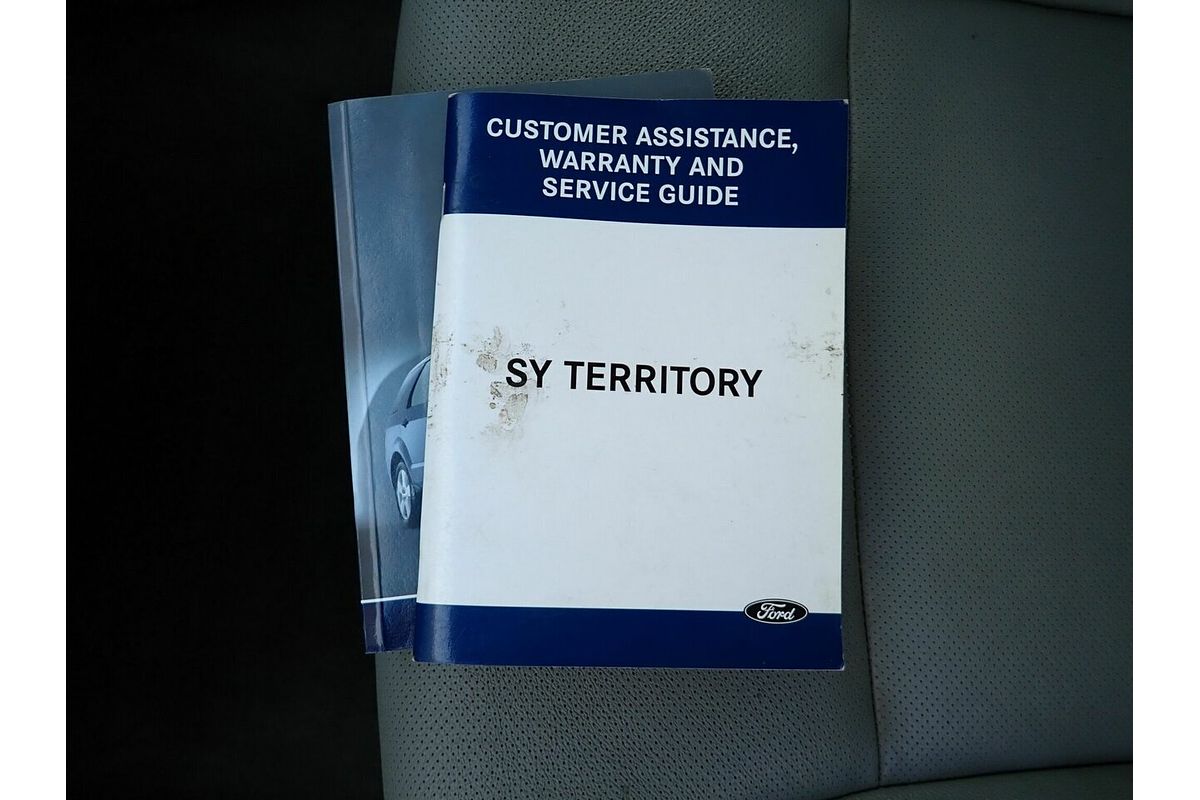 CUSTOMER ASSISTANCE,
WARRANTY AND
SERVICE GUIDE
SY TERRITORY
Ford